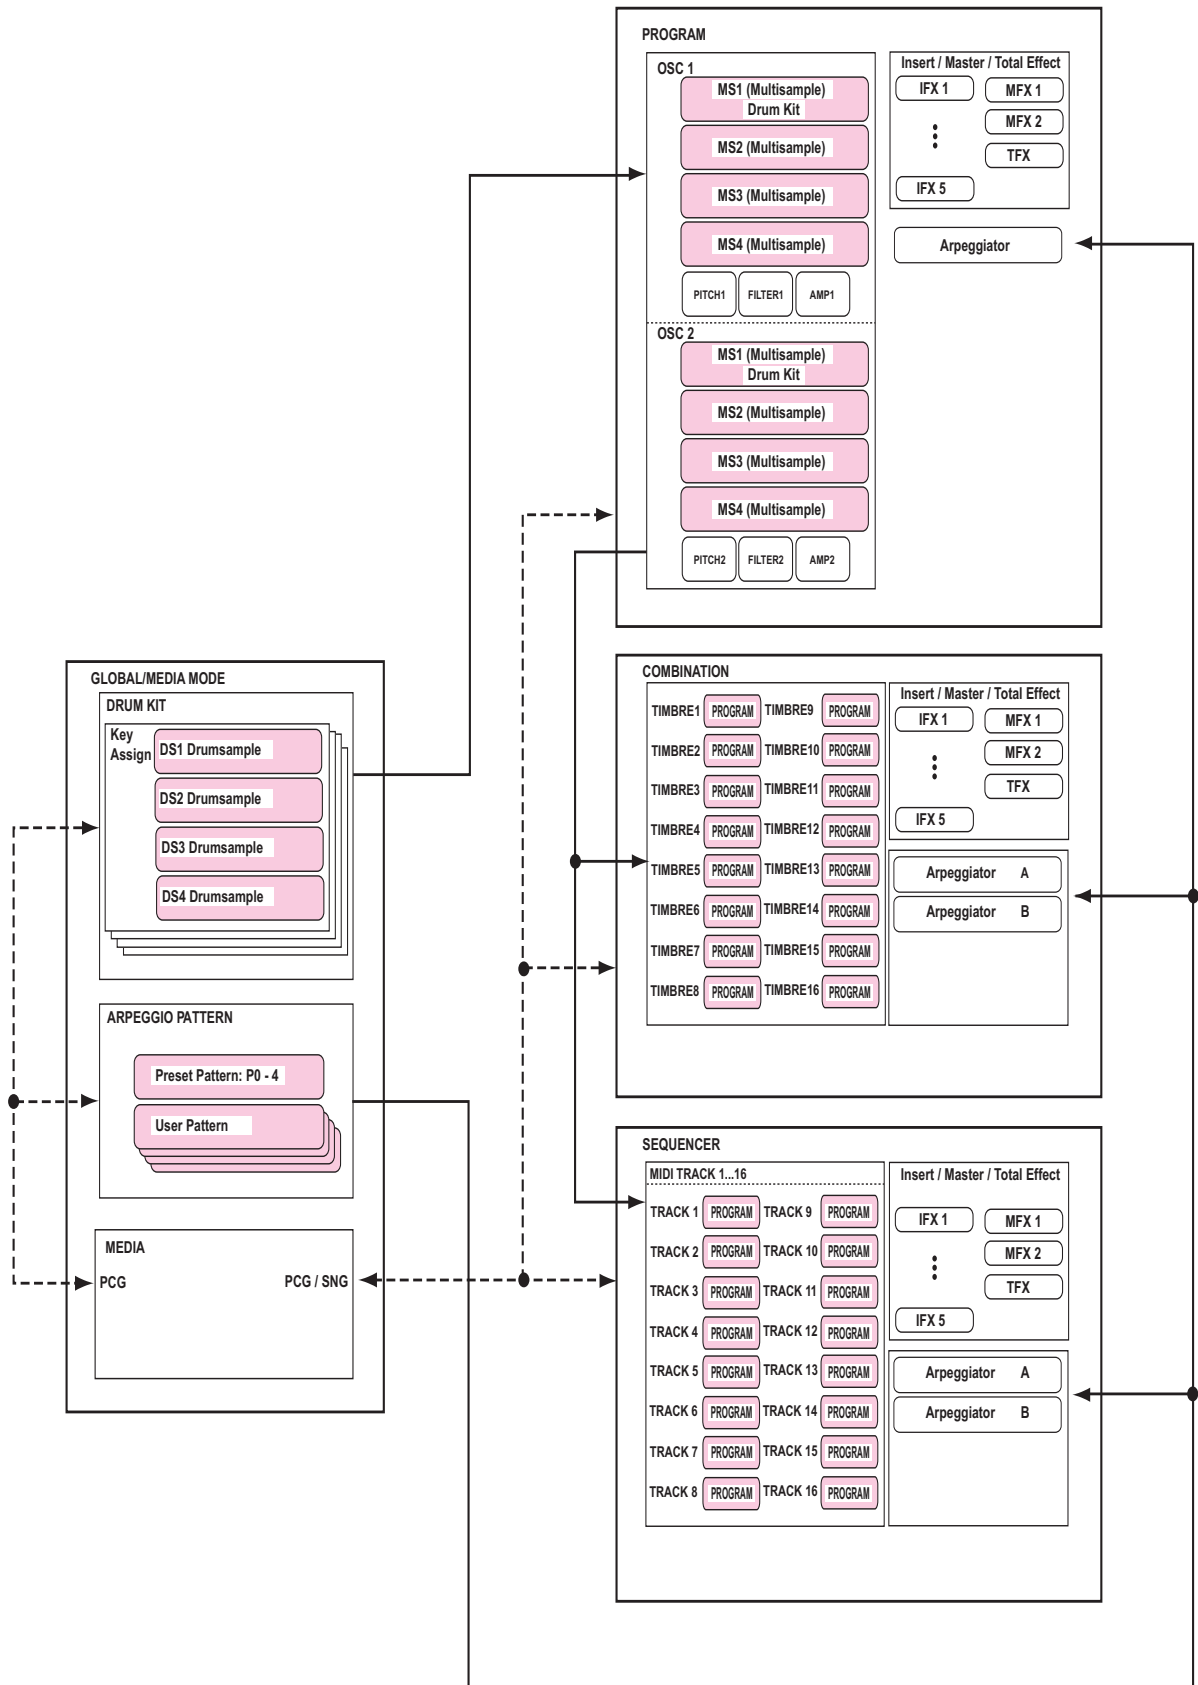 PROGRAM
OSC 1
MS1 (Multisample)
Drum Kit
MS2 (Multisample)
MS3 (Multisample)
MS4 (Multisample)
PITCH1 FILTER1 AMP1
OSC 2
MS1 (Multisample)
Drum Kit
MS2 (Multisample)
MS3 (Multisample)
MS4 (Multisample)
PITCH2 FILTER2 AMP2
Insert / Master / Total Effect
IFX 1 MFX 1
MFX 2
TFX
IFX 5
Arpeggiator
GLOBAL/MEDIA MODE
DRUM KIT
Key
Assign
DS1 Drumsample
DS2 Drumsample
DS3 Drumsample
DS4 Drumsample
ARPEGGIO PATTERN
Preset Pattern: P0 - 4
User Pattern
MEDIA
PCG PCG / SNG
COMBINATION
TIMBRE1 PROGRAM TIMBRE9 PROGRAM
TIMBRE2 PROGRAM TIMBRE10 PROGRAM
TIMBRE3 PROGRAM TIMBRE11 PROGRAM
TIMBRE4 PROGRAM TIMBRE12 PROGRAM
TIMBRE5 PROGRAM TIMBRE13 PROGRAM
TIMBRE6 PROGRAM TIMBRE14 PROGRAM
TIMBRE7 PROGRAM TIMBRE15 PROGRAM
TIMBRE8 PROGRAM TIMBRE16 PROGRAM
Insert / Master / Total Effect
IFX 1 MFX 1
MFX 2
TFX
IFX 5
Arpeggiator A
Arpeggiator B
SEQUENCER
MIDI TRACK 1...16
TRACK 1 PROGRAM TRACK 9 PROGRAM
TRACK 2 PROGRAM TRACK 10 PROGRAM
TRACK 3 PROGRAM TRACK 11 PROGRAM
TRACK 4 PROGRAM TRACK 12 PROGRAM
TRACK 5 PROGRAM TRACK 13 PROGRAM
TRACK 6 PROGRAM TRACK 14 PROGRAM
TRACK 7 PROGRAM TRACK 15 PROGRAM
TRACK 8 PROGRAM TRACK 16 PROGRAM
Insert / Master / Total Effect
IFX 1 MFX 1
MFX 2
TFX
IFX 5
Arpeggiator A
Arpeggiator B